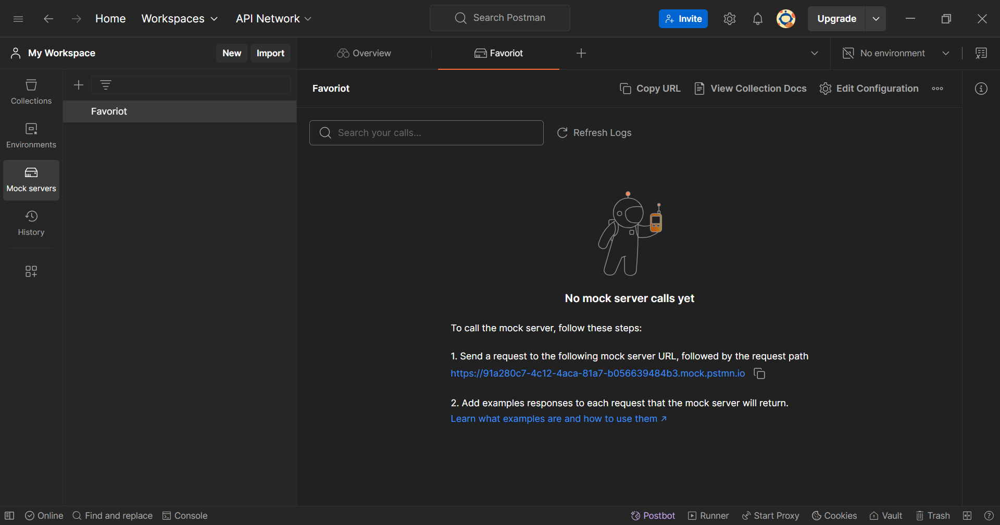 Home Workspaces API Network Search Postman Invite Upgrade
My Workspace New Import Overview Favoriot No environment
Collections
Environments
Mock servers
History
Favoriot
Favoriot Copy URL View Collection Docs Edit Configuration
Search your calls... Refresh Logs
No mock server calls yet
To call the mock server, follow these steps:
1. Send a request to the following mock server URL, followed by the request path
https://91a280c7-4c12-4aca-81a7-b056639484b3.mock.pstmn.io
2. Add examples responses to each request that the mock server will return.
Learn what examples are and how to use them ↗
Online Find and replace Console Postbot Runner Start Proxy Cookies Vault Trash